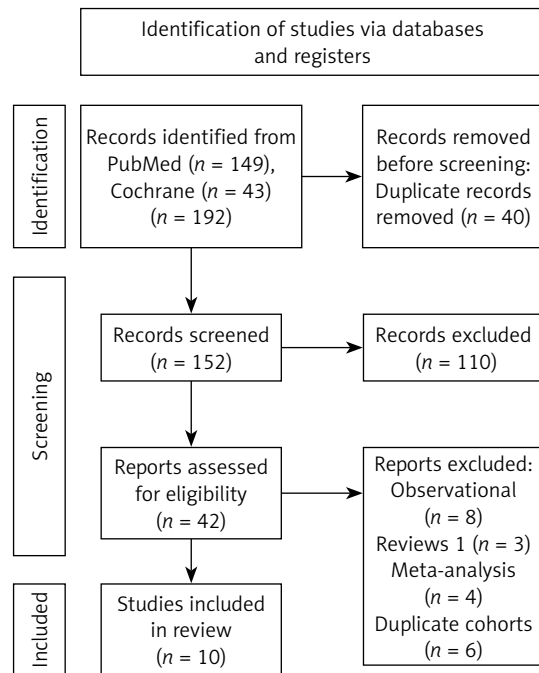 Identification of studies via databases
and registers
Identification
Records identified from
PubMed (n = 149),
Cochrane (n = 43)
(n = 192)
Records removed
before screening:
Duplicate records
removed (n = 40)
Screening
Records screened
(n = 152)
Records excluded
(n = 110)
Reports assessed
for eligibility
(n = 42)
Reports excluded:
Observational
(n = 8)
Reviews 1 (n = 3)
Meta-analysis
(n = 4)
Duplicate cohorts
(n = 6)
Included
Studies included
in review
(n = 10)